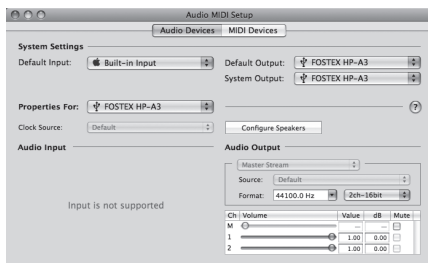 Audio MIDI Setup
Audio Devices MIDI Devices
System Settings
Default Input: Built-in Input
Default Output: FOSTEX HP-A3
System Output: FOSTEX HP-A3
Properties For: FOSTEX HP-A3
?
Clock Source: Default
Configure Speakers
Audio Input
Input is not supported
Audio Output
Master Stream
Source: Default
Format: 44100.0 Hz 2ch-16bit
Ch Volume Value dB Mute
M -- --
1 1.00 0.00
2 1.00 0.00